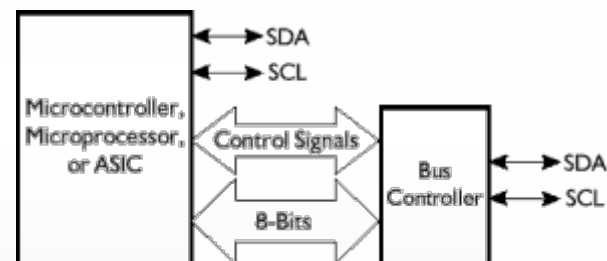 SDA
SCL
Microcontroller,
Microprocessor,
or ASIC
Control Signals
8-Bits
Bus
Controller
SDA
SCL